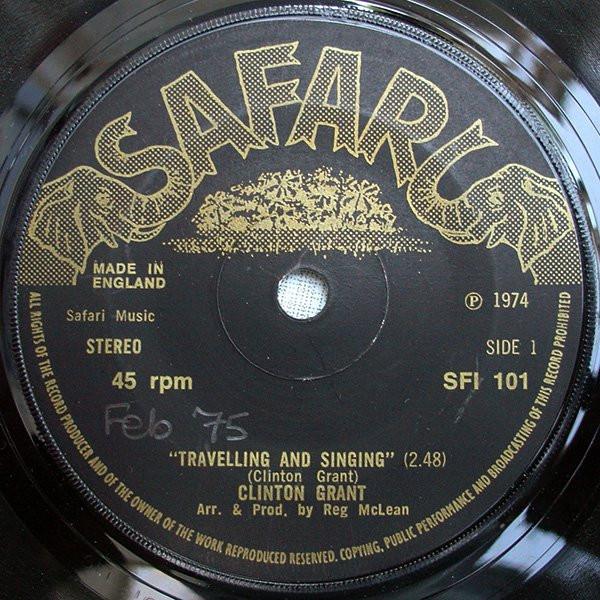 SAFARI
MADE IN
ENGLAND
℗ 1974
Safari Music
STEREO
SIDE 1
45 rpm
SFI 101
Feb 75
"TRAVELLING AND SINGING" (2.48)
(Clinton Grant)
CLINTON GRANT
Arr. & Prod. by Reg McLean
ALL RIGHTS OF THE RECORD PRODUCER AND OF THE OWNER OF THE WORK REPRODUCED RESERVED. COPYING, PUBLIC PERFORMANCE AND BROADCASTING OF THIS RECORD PROHIBITED